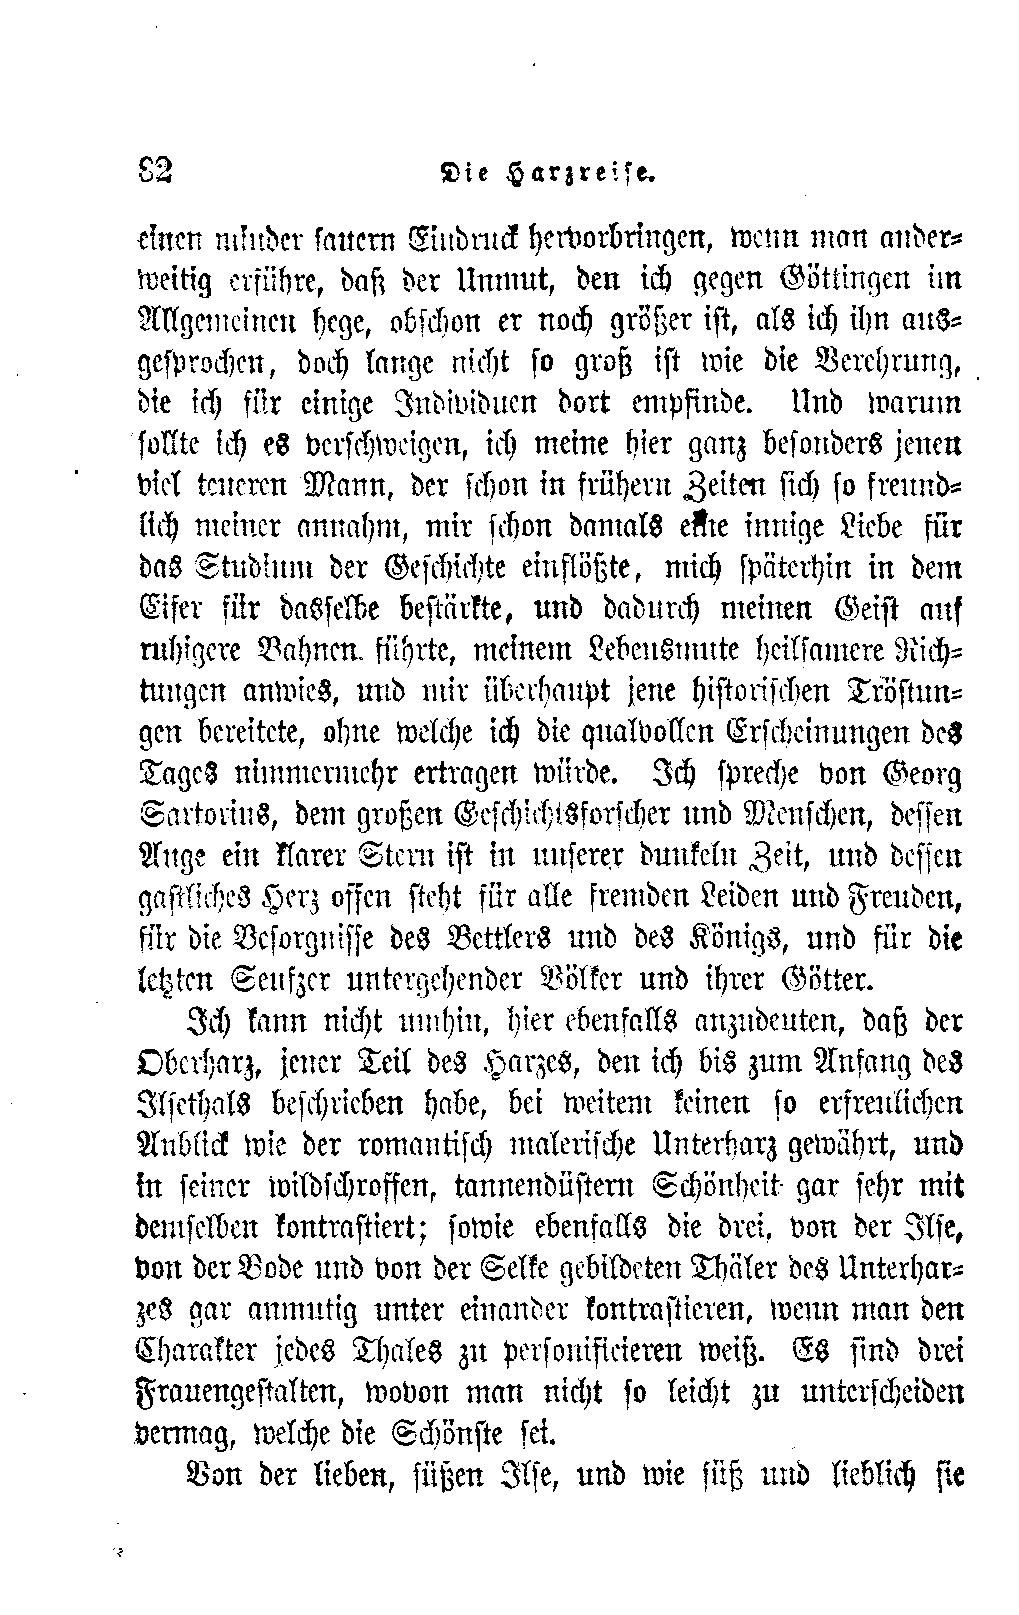 82 Die Harzreise.
einen minder sauern Eindruck hervorbringen, wenn man ander-
weitig erführe, daß der Unmut, den ich gegen Göttingen im
Allgemeinen hege, obschon er noch größer ist, als ich ihn aus-
gesprochen, doch lange nicht so groß ist wie die Verehrung,
die ich für einige Individuen dort empfinde. Und warum
sollte ich es verschweigen, ich meine hier ganz besonders jenen
viel teueren Mann, der schon in frühern Zeiten sich so freund-
lich meiner annahm, mir schon damals eine innige Liebe für
das Studium der Geschichte einflößte, mich späterhin in dem
Eifer für dasselbe bestärkte, und dadurch meinen Geist auf
ruhigere Bahnen führte, meinem Lebensmute heilsamere Rich-
tungen anwies, und mir überhaupt jene historischen Tröstun-
gen bereitete, ohne welche ich die qualvollen Erscheinungen des
Tages nimmermehr ertragen würde. Ich spreche von Georg
Sartorius, dem großen Geschichtsforscher und Menschen, dessen
Auge ein klarer Stern ist in unserer dunkeln Zeit, und dessen
gastliches Herz offen steht für alle fremden Leiden und Freuden,
für die Besorgnisse des Bettlers und des Königs, und für die
letzten Seufzer untergehender Völker und ihrer Götter.
Ich kann nicht umhin, hier ebenfalls anzudeuten, daß der
Oberharz, jener Teil des Harzes, den ich bis zum Anfang des
Ilsethals beschrieben habe, bei weitem keinen so erfreulichen
Anblick wie der romantisch malerische Unterharz gewährt, und
in seiner wildschroffen, tannendüstern Schönheit gar sehr mit
demselben kontrastiert; sowie ebenfalls die drei, von der Ilse,
von der Bode und von der Selke gebildeten Thäler des Unterhar-
zes gar anmutig unter einander kontrastieren, wenn man den
Charakter jedes Thales zu personificieren weiß. Es sind drei
Frauengestalten, wovon man nicht so leicht zu unterscheiden
vermag, welche die Schönste sei.
Von der lieben, süßen Ilse, und wie süß und lieblich sie